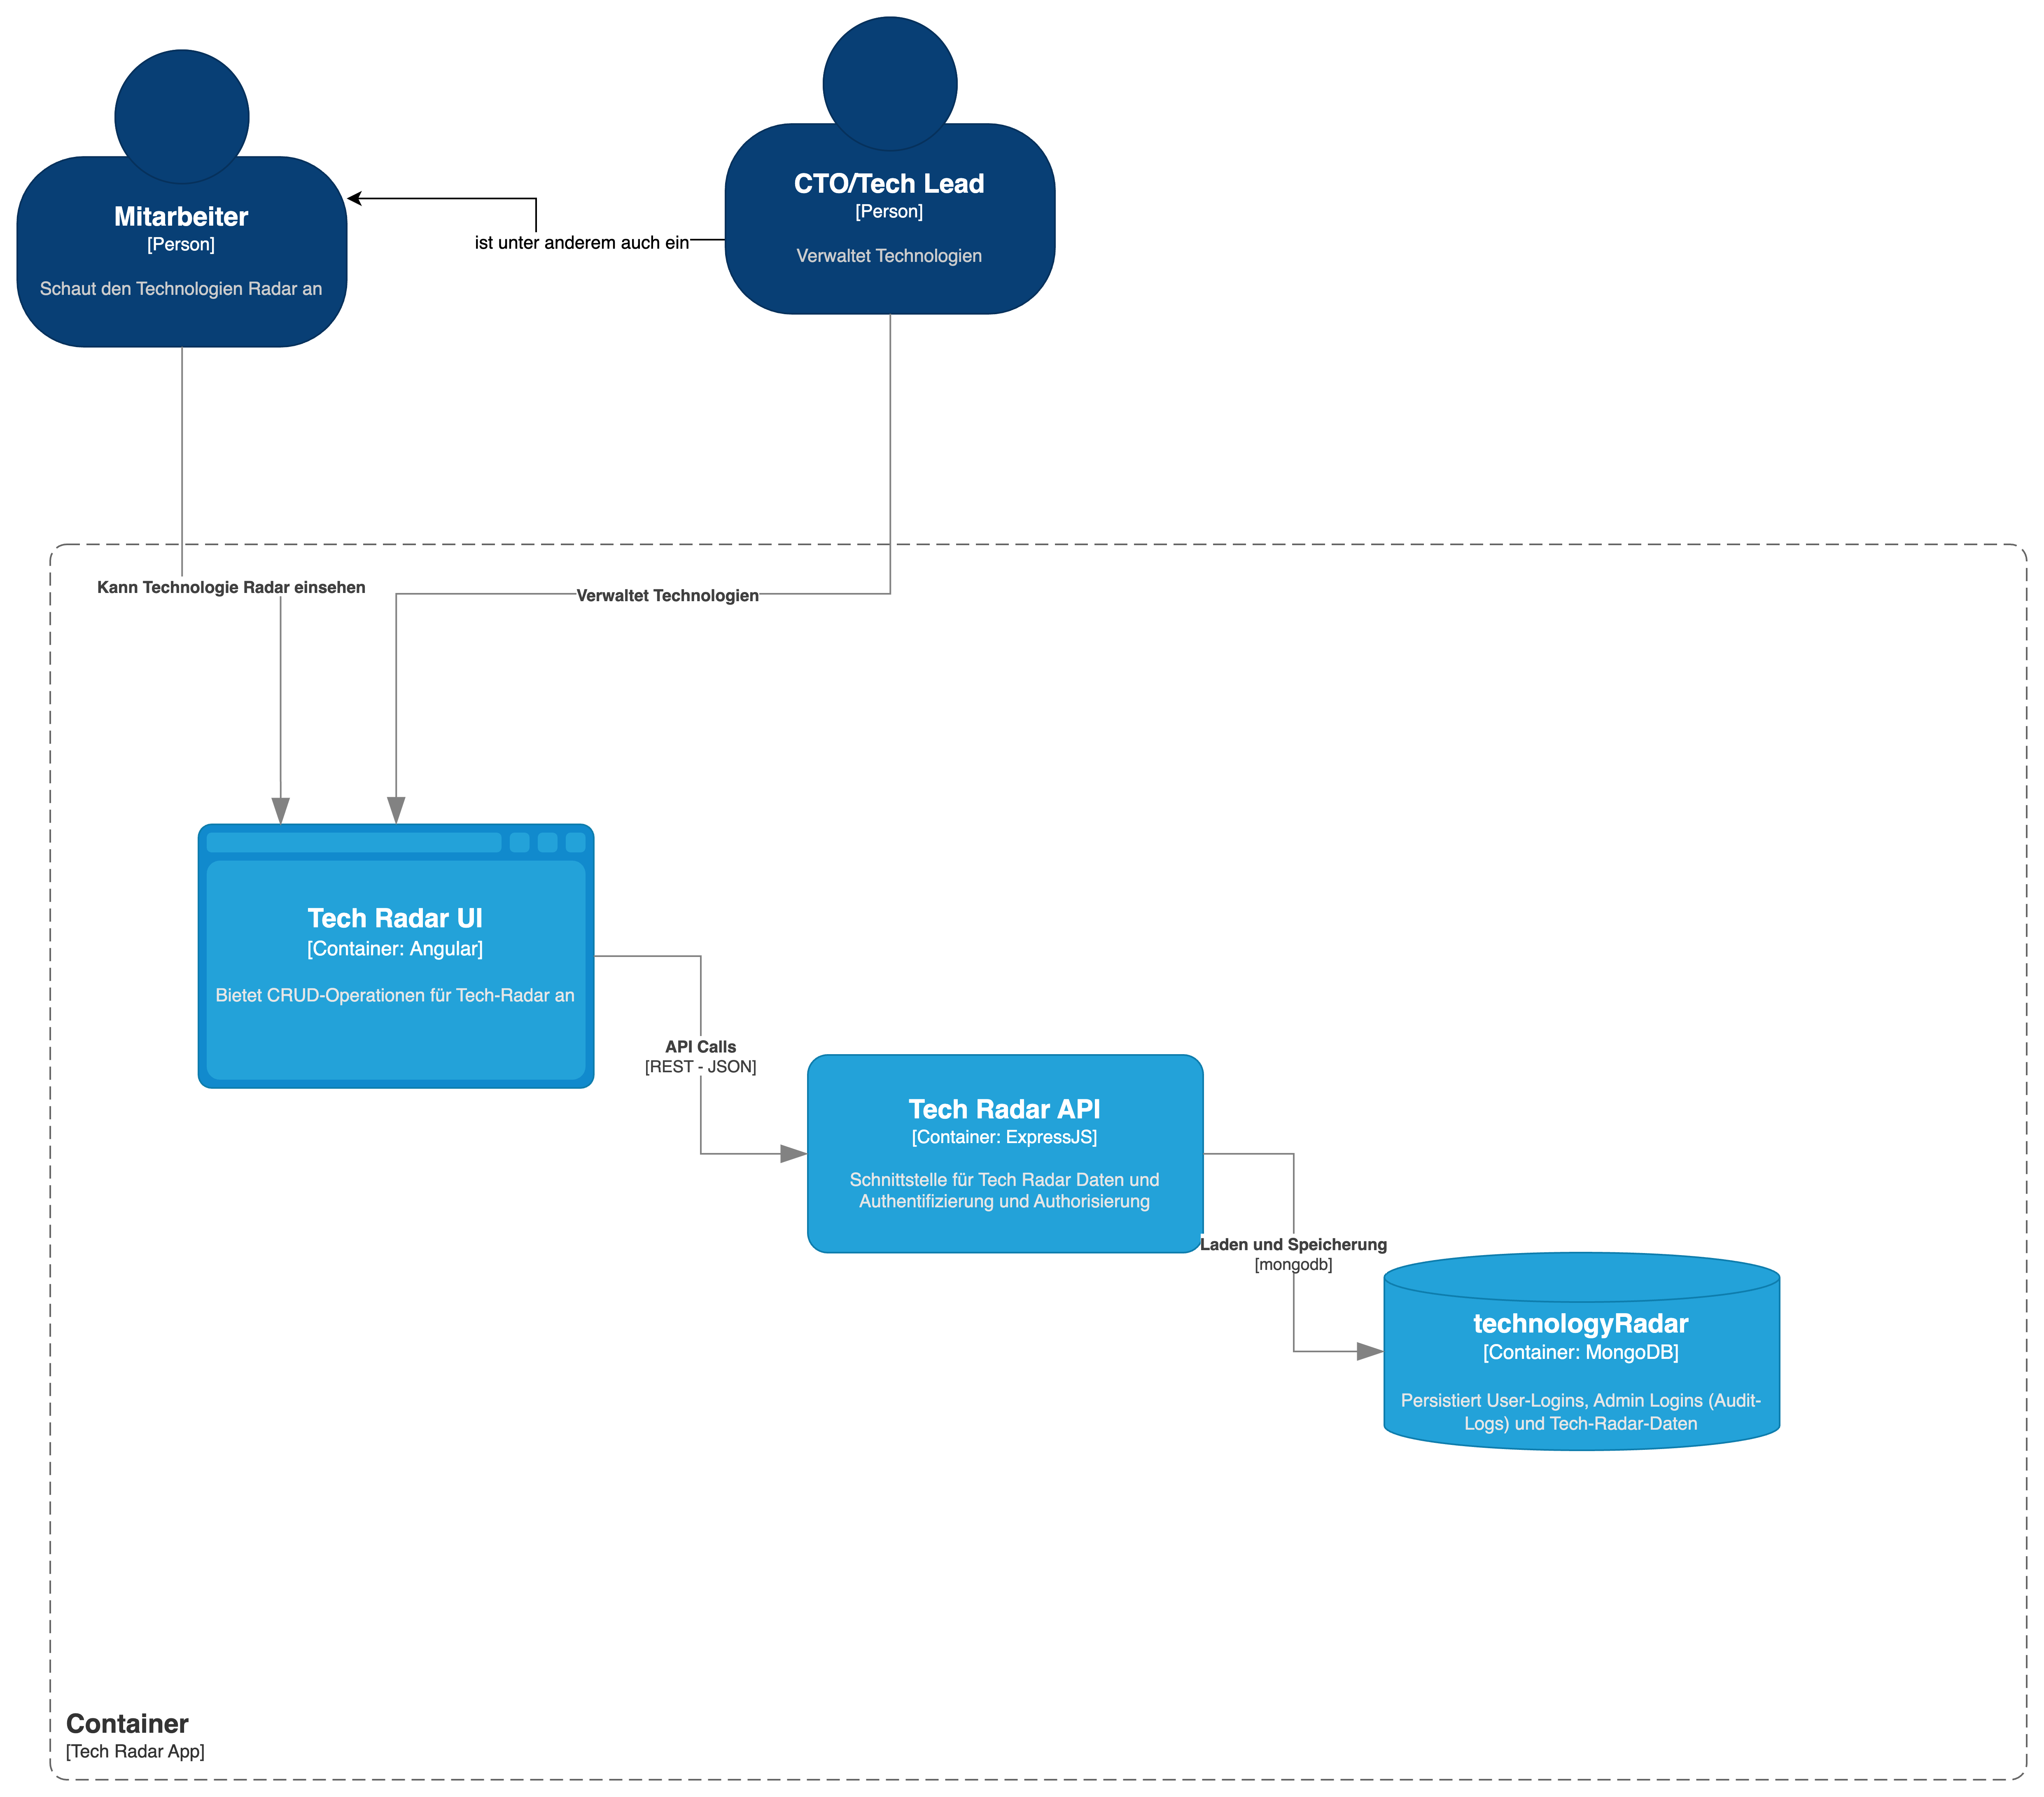 Mitarbeiter
[Person]
Schaut den Technologien Radar an
CTO/Tech Lead
[Person]
Verwaltet Technologien
ist unter anderem auch ein
Kann Technologie Radar einsehen
Verwaltet Technologien
Tech Radar UI
[Container: Angular]
Bietet CRUD-Operationen für Tech-Radar an
API Calls
[REST - JSON]
Tech Radar API
[Container: ExpressJS]
Schnittstelle für Tech Radar Daten und
Authentifizierung und Authorisierung
Laden und Speicherung
[mongodb]
technologyRadar
[Container: MongoDB]
Persistiert User-Logins, Admin Logins (Audit-
Logs) und Tech-Radar-Daten
Container
[Tech Radar App]